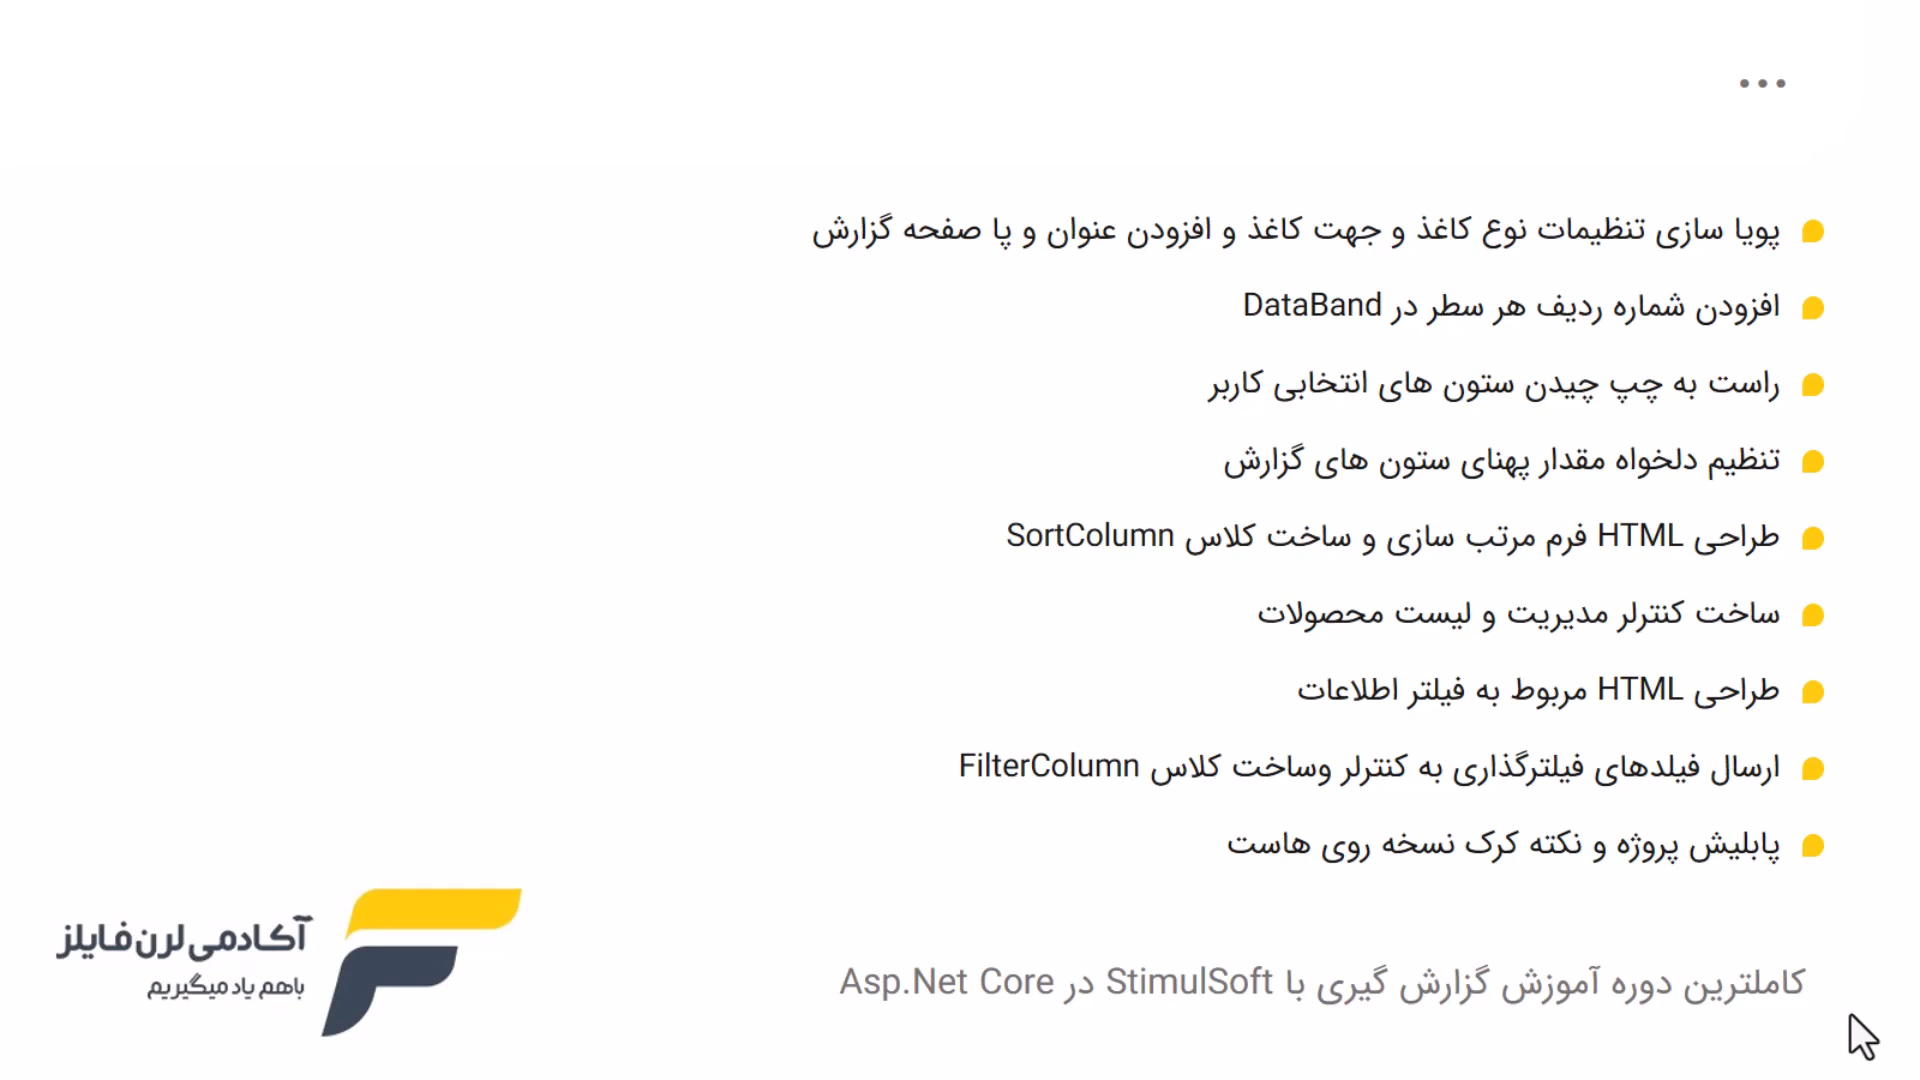 ...
پویا سازی تنظیمات نوع کاغذ و جهت کاغذ و افزودن عنوان و پا صفحه گزارش
افزودن شماره ردیف هر سطر در DataBand
راست به چپ چیدن ستون های انتخابی کاربر
تنظیم دلخواه مقدار پهنای ستون های گزارش
طراحی HTML فرم مرتب سازی و ساخت کلاس SortColumn
ساخت کنترلر مدیریت و لیست محصولات
طراحی HTML مربوط به فیلتر اطلاعات
ارسال فیلدهای فیلترگذاری به کنترلر وساخت کلاس FilterColumn
پابلیش پروژه و نکته کرک نسخه روی هاست
کاملترین دوره آموزش گزارش گیری با StimulSoft در Asp.Net Core
آکادمی لرن فایلز
باهم یاد میگیریم